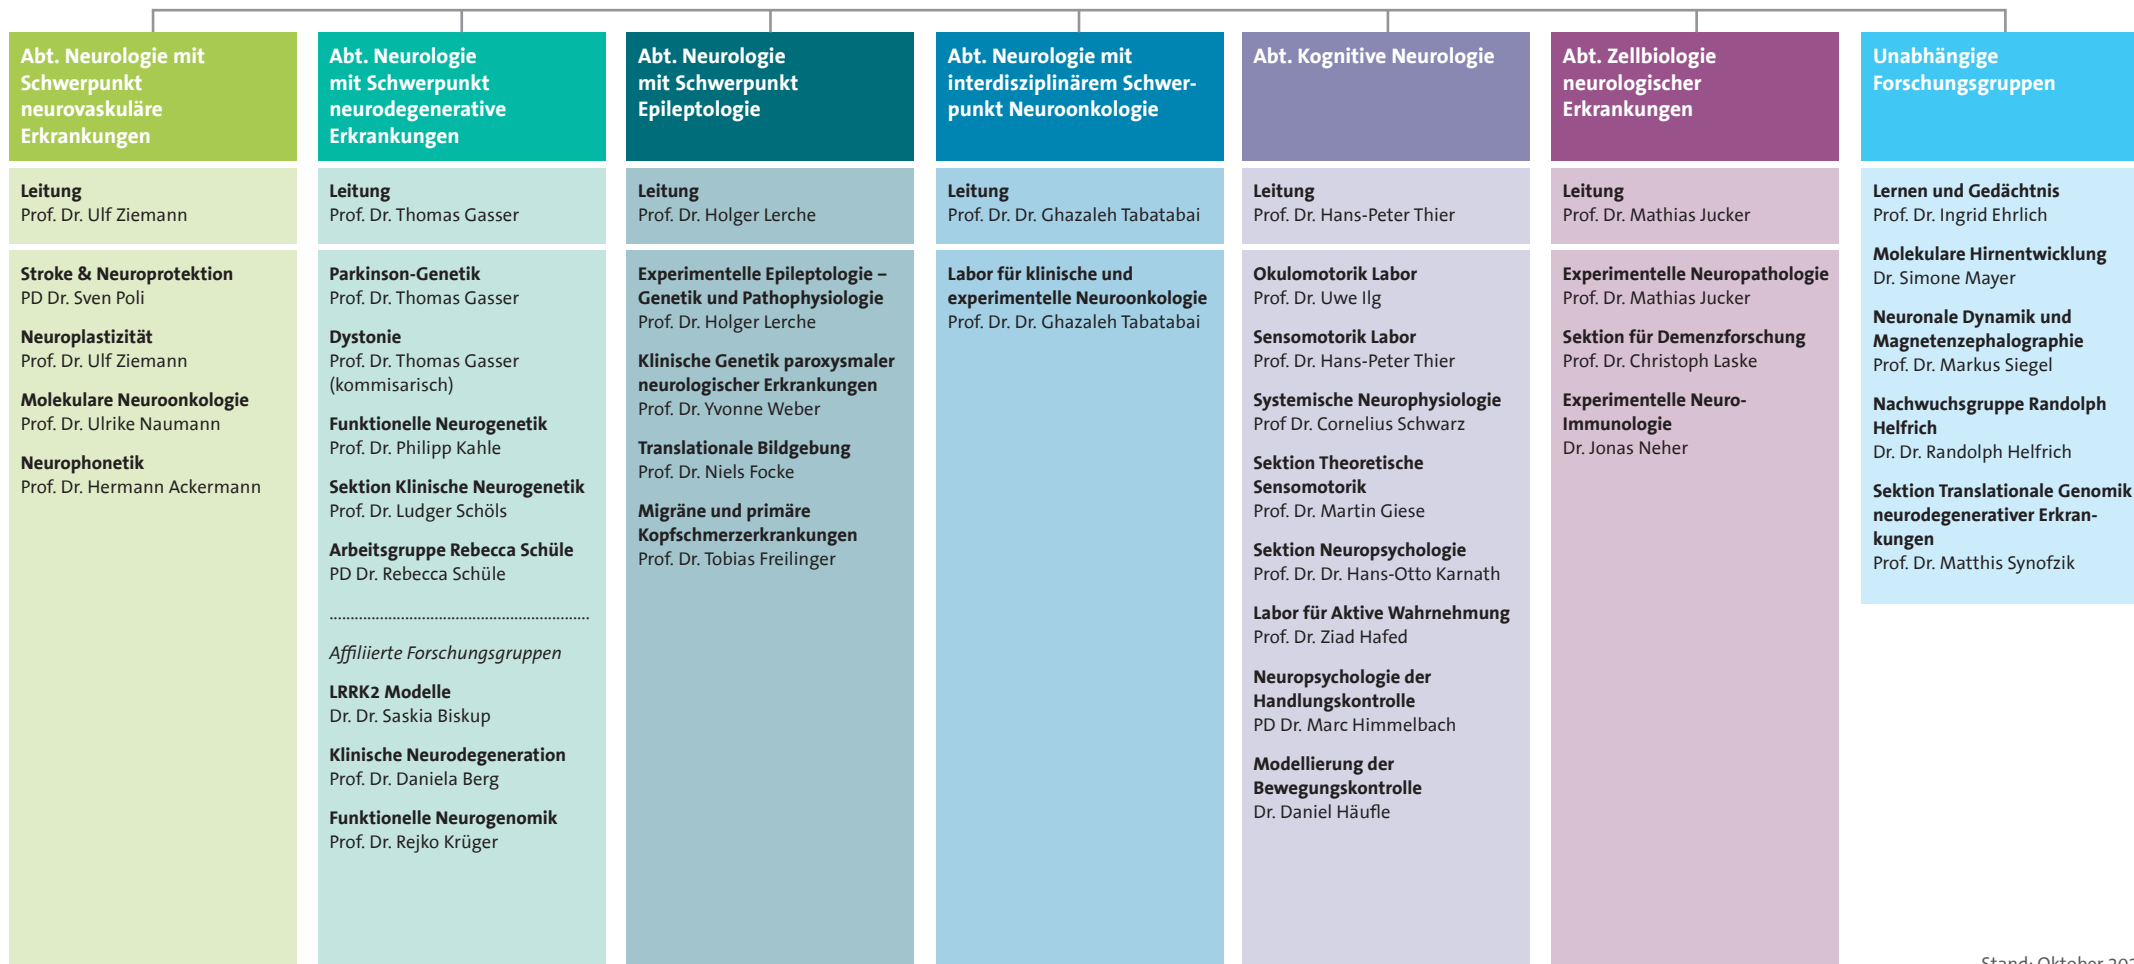 Abt. Neurologie mit
Schwerpunkt
neurovaskuläre
Erkrankungen
Leitung
Prof. Dr. Ulf Ziemann
Stroke & Neuroprotektion
PD Dr. Sven Poli
Neuroplastizität
Prof. Dr. Ulf Ziemann
Molekulare Neuroonkologie
Prof. Dr. Ulrike Naumann
Neurophonetik
Prof. Dr. Hermann Ackermann
Abt. Neurologie
mit Schwerpunkt
neurodegenerative
Erkrankungen
Leitung
Prof. Dr. Thomas Gasser
Parkinson-Genetik
Prof. Dr. Thomas Gasser
Dystonie
Prof. Dr. Thomas Gasser
(kommisarisch)
Funktionelle Neurogenetik
Prof. Dr. Philipp Kahle
Sektion Klinische Neurogenetik
Prof. Dr. Ludger Schöls
Arbeitsgruppe Rebecca Schüle
PD Dr. Rebecca Schüle
Affiliierte Forschungsgruppen
LRRK2 Modelle
Dr. Dr. Saskia Biskup
Klinische Neurodegeneration
Prof. Dr. Daniela Berg
Funktionelle Neurogenomik
Prof. Dr. Rejko Krüger
Abt. Neurologie
mit Schwerpunkt
Epileptologie
Leitung
Prof. Dr. Holger Lerche
Experimentelle Epileptologie –
Genetik und Pathophysiologie
Prof. Dr. Holger Lerche
Klinische Genetik paroxysmaler
neurologischer Erkrankungen
Prof. Dr. Yvonne Weber
Translationale Bildgebung
Prof. Dr. Niels Focke
Migräne und primäre
Kopfschmerzerkrankungen
Prof. Dr. Tobias Freilinger
Abt. Neurologie mit
interdisziplinärem Schwer-
punkt Neuroonkologie
Leitung
Prof. Dr. Dr. Ghazaleh Tabatabai
Labor für klinische und
experimentelle Neuroonkologie
Prof. Dr. Dr. Ghazaleh Tabatabai
Abt. Kognitive Neurologie
Leitung
Prof. Dr. Hans-Peter Thier
Okulomotorik Labor
Prof. Dr. Uwe Ilg
Sensomotorik Labor
Prof. Dr. Hans-Peter Thier
Systemische Neurophysiologie
Prof Dr. Cornelius Schwarz
Sektion Theoretische
Sensomotorik
Prof. Dr. Martin Giese
Sektion Neuropsychologie
Prof. Dr. Dr. Hans-Otto Karnath
Labor für Aktive Wahrnehmung
Prof. Dr. Ziad Hafed
Neuropsychologie der
Handlungskontrolle
PD Dr. Marc Himmelbach
Modellierung der
Bewegungskontrolle
Dr. Daniel Häufle
Abt. Zellbiologie
neurologischer
Erkrankungen
Leitung
Prof. Dr. Mathias Jucker
Experimentelle Neuropathologie
Prof. Dr. Mathias Jucker
Sektion für Demenzforschung
Prof. Dr. Christoph Laske
Experimentelle Neuro-
Immunologie
Dr. Jonas Neher
Unabhängige
Forschungsgruppen
Lernen und Gedächtnis
Prof. Dr. Ingrid Ehrlich
Molekulare Hirnentwicklung
Dr. Simone Mayer
Neuronale Dynamik und
Magnetenzephalographie
Prof. Dr. Markus Siegel
Nachwuchsgruppe Randolph
Helfrich
Dr. Dr. Randolph Helfrich
Sektion Translationale Genomik
neurodegenerativer Erkran-
kungen
Prof. Dr. Matthis Synofzik
Stand: Oktober